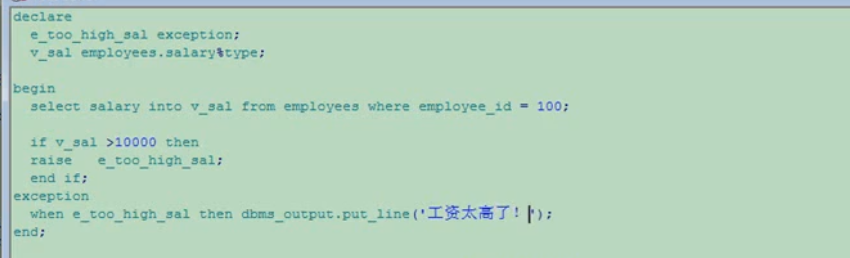 declare
  e_too_high_sal exception;
  v_sal employees.salary%type;
begin
  select salary into v_sal from employees where employee_id = 100;
  if v_sal >10000 then
  raise   e_too_high_sal;
  end if;
exception
  when e_too_high_sal then dbms_output.put_line('工资太高了！');
end;